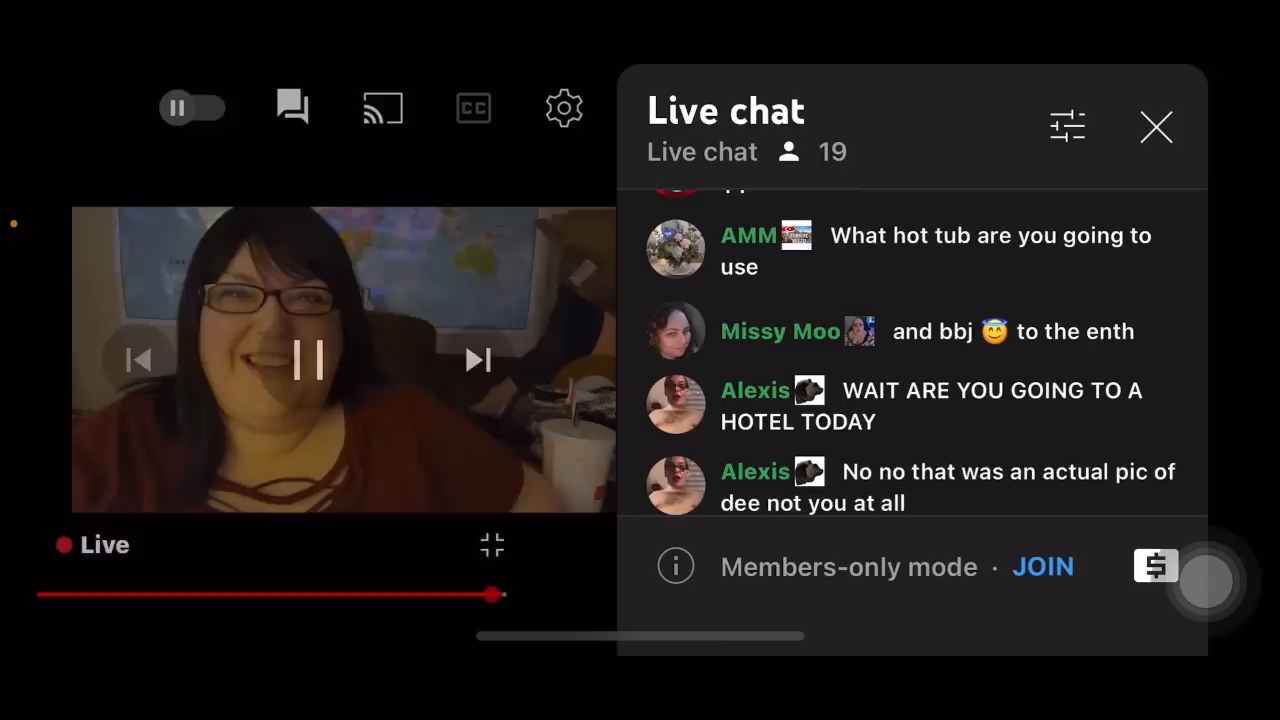 CC
Live chat
Live chat 19
AMM What hot tub are you going to
use
Missy Moo and bbj 😇 to the enth
Alexis WAIT ARE YOU GOING TO A
HOTEL TODAY
Alexis No no that was an actual pic of
dee not you at all
Live
Members-only mode · JOIN
$